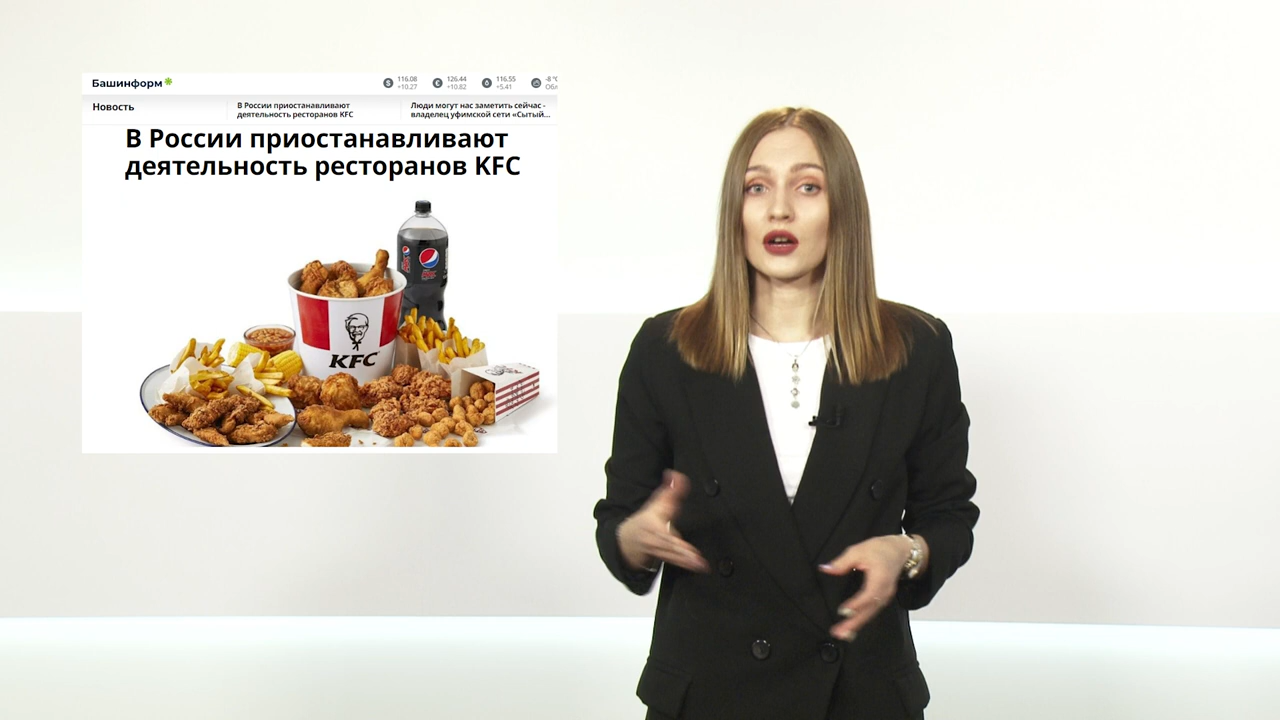 Башинформ
116.08
+10.27
126.44
+10.82
116.55
+5.41
-8 °C
Новость
В России приостанавливают
деятельность ресторанов KFC
Люди могут нас заметить сейчас -
владелец уфимской сети «Сытый...
В России приостанавливают
деятельность ресторанов KFC
KFC